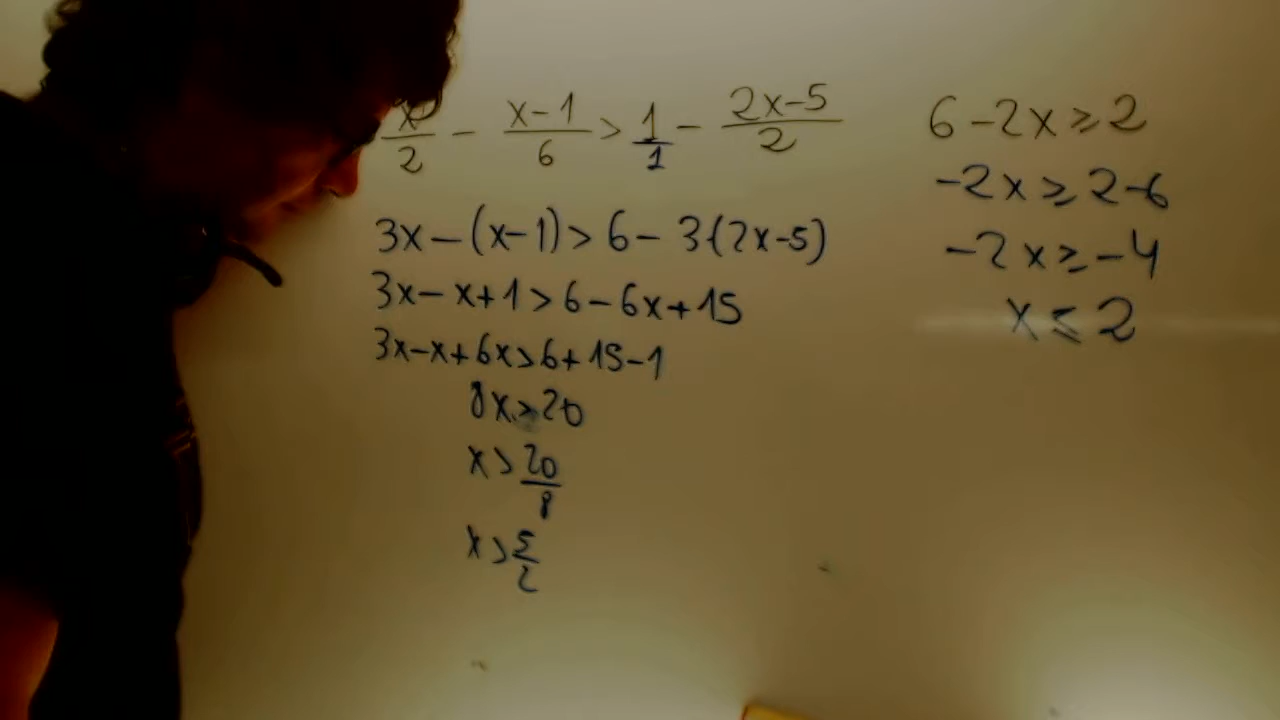 x/2 - (x-1)/6 > 1/1 - (2x-5)/2
3x-(x-1)>6-3(2x-5)
3x-x+1>6-6x+15
3x-x+6x>6+15-1
8x>20
x>20/8
x>5/2
6-2x≥2
-2x≥2-6
-2x≥-4
x≤2